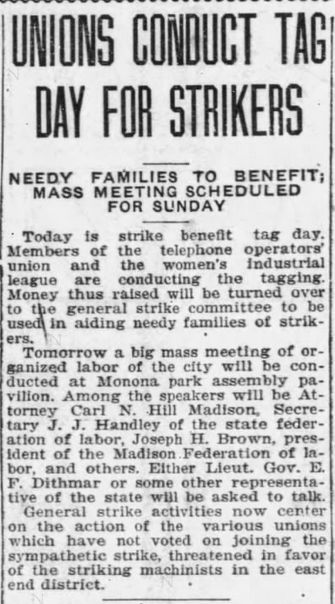 UNIONS CONDUCT TAG
DAY FOR STRIKERS
NEEDY FAMILIES TO BENEFIT;
MASS MEETING SCHEDULED
FOR SUNDAY
Today is strike benefit tag day.
Members of the telephone operators'
union and the women's industrial
league are conducting the tagging.
Money thus raised will be turned over
to the general strike committee to be
used in aiding needy families of strik-
ers.
Tomorrow a big mass meeting of or-
ganized labor of the city will be con-
ducted at Monona park assembly pa-
vilion. Among the speakers will be At-
torney Carl N. Hill Madison, Secre-
tary J. J. Handley of the state feder-
ation of labor, Joseph H. Brown, pres-
ident of the Madison Federation of la-
bor, and others. Either Lieut. Gov. E.
F. Dithmar or some other representa-
tive of the state will be asked to talk.
General strike activities now center
on the action of the various unions
which have not voted on joining the
sympathetic strike, threatened in favor
of the striking machinists in the east
end district.